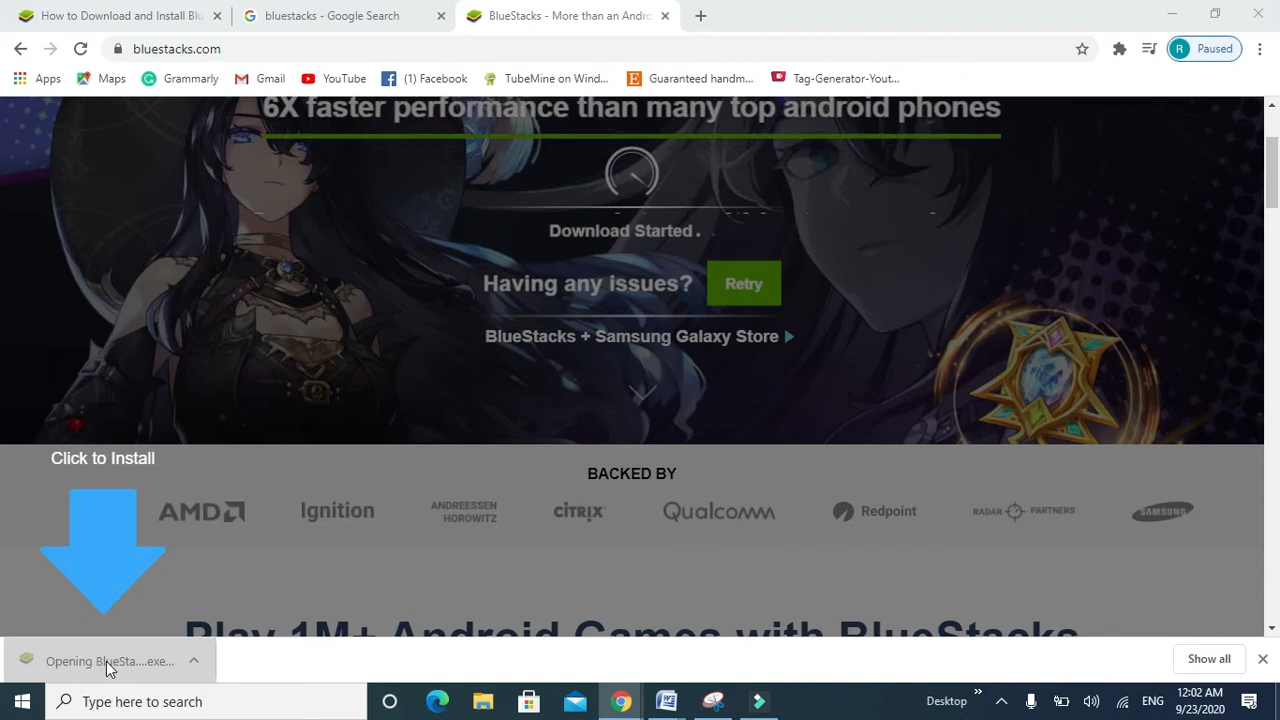 How to Download and Install Blu
bluestacks - Google Search
BlueStacks - More than an Andro
bluestacks.com
R Paused
Apps Maps Grammarly Gmail YouTube (1) Facebook TubeMine on Wind... Guaranteed handm... Tag-Generator-Yout...
6X faster performance than many top android phones
Download Started.
Having any issues? Retry
BlueStacks + Samsung Galaxy Store
Click to Install
BACKED BY
AMD Ignition ANDREESSEN HOROWITZ CITRIX Qualcomm Redpoint RADAR PARTNERS SAMSUNG
Play 1M+ Android Games with BlueStacks
Opening BlueSta....exe...
Show all
Type here to search
Desktop
ENG
12:02 AM
9/23/2020